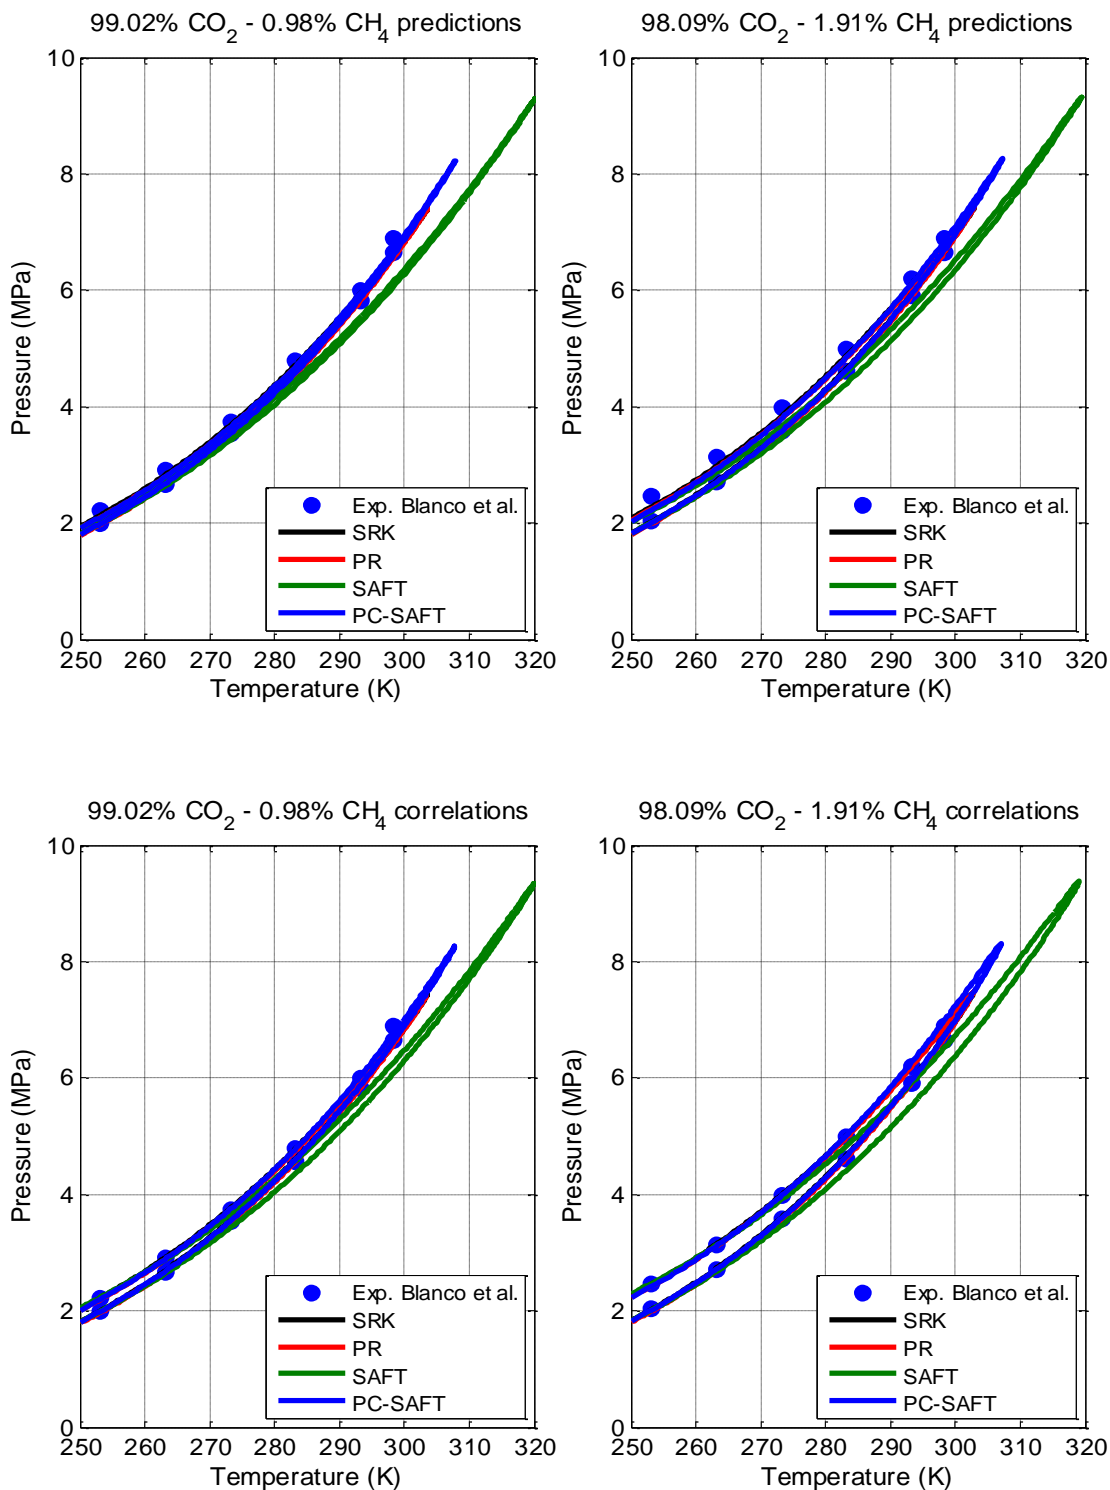 99.02% CO2 - 0.98% CH4 predictions
10
8
6
4
2
0
Pressure (MPa)
Exp. Blanco et al.
SRK
PR
SAFT
PC-SAFT
250 260 270 280 290 300 310 320
Temperature (K)
98.09% CO2 - 1.91% CH4 predictions
10
8
6
4
2
0
Pressure (MPa)
Exp. Blanco et al.
SRK
PR
SAFT
PC-SAFT
250 260 270 280 290 300 310 320
Temperature (K)
99.02% CO2 - 0.98% CH4 correlations
10
8
6
4
2
0
Pressure (MPa)
Exp. Blanco et al.
SRK
PR
SAFT
PC-SAFT
250 260 270 280 290 300 310 320
Temperature (K)
98.09% CO2 - 1.91% CH4 correlations
10
8
6
4
2
0
Pressure (MPa)
Exp. Blanco et al.
SRK
PR
SAFT
PC-SAFT
250 260 270 280 290 300 310 320
Temperature (K)